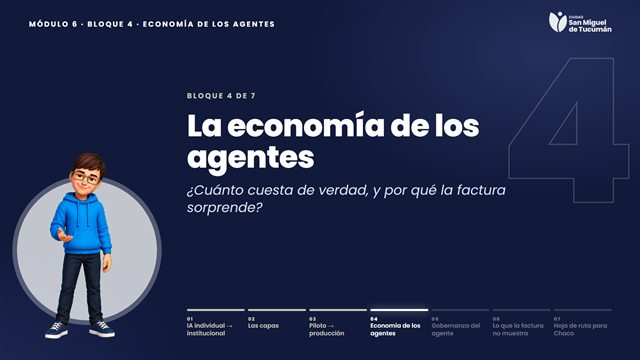 MÓDULO 6 · BLOQUE 4 · ECONOMÍA DE LOS AGENTES
CIUDAD
San Miguel
de Tucumán
BLOQUE 4 DE 7
4
La economía de los
agentes
¿Cuánto cuesta de verdad, y por qué la factura
sorprende?
01
IA individual →
institucional
02
Las capas
03
Piloto →
producción
04
Economía de los
agentes
05
Gobernanza del
agente
06
Lo que la factura
no muestra
07
Hoja de ruta para
Chaco